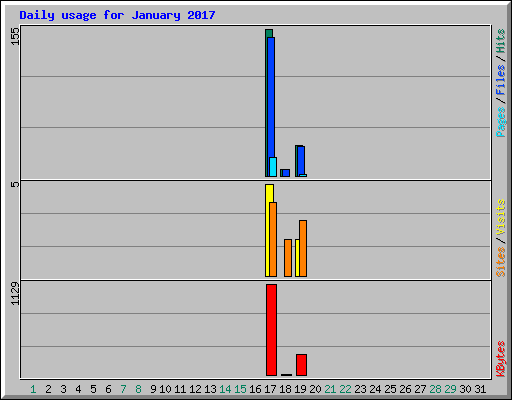 Daily usage for January 2017
155
5
1129
Pages / Files / Hits
Sites / Visits
KBytes
1 2 3 4 5 6 7 8 9 10 11 12 13 14 15 16 17 18 19 20 21 22 23 24 25 26 27 28 29 30 31